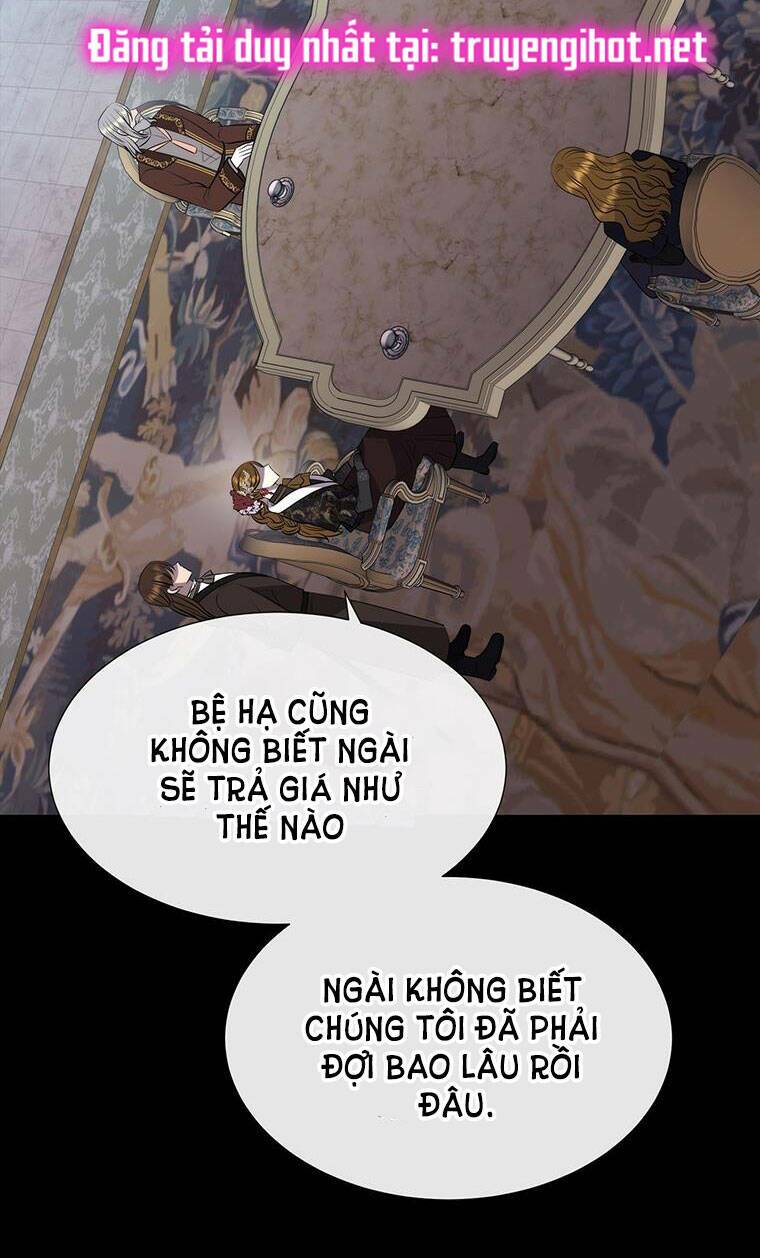 Đăng tải duy nhất tại: truyengihot.net
BỆ HẠ CŨNG
KHÔNG BIẾT NGÀI
SẼ TRẢ GIÁ NHƯ
THẾ NÀO
NGÀI KHÔNG BIẾT
CHÚNG TÔI ĐÃ PHẢI
ĐỢI BAO LÂU RỒI
ĐÂU.